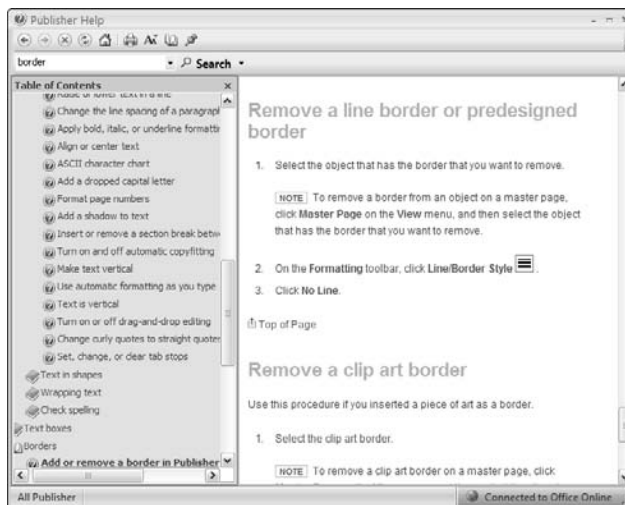 Publisher Help
border
Search
Table of Contents
Raise or lower text in a line
Change the line spacing of a paragrapl
Apply bold, italic, or underline formattin
Align or center text
ASCII character chart
Add a dropped capital letter
Format page numbers
Add a shadow to text
Insert or remove a section break betw
Turn on and off automatic copyfitting
Make text vertical
Use automatic formatting as you type
Text is vertical
Turn on or off drag-and-drop editing
Change curly quotes to straight quotes
Set, change, or clear tab stops
Text in shapes
Wrapping text
Check spelling
Text boxes
Borders
Add or remove a border in Publisher
Remove a line border or predesigned
border
1. Select the object that has the border that you want to remove.
NOTE To remove a border from an object on a master page,
click Master Page on the View menu, and then select the object
that has the border that you want to remove.
2. On the Formatting toolbar, click Line/Border Style .
3. Click No Line.
Top of Page
Remove a clip art border
Use this procedure if you inserted a piece of art as a border.
1. Select the clip art border.
NOTE To remove a clip art border on a master page, click
All Publisher
Connected to Office Online